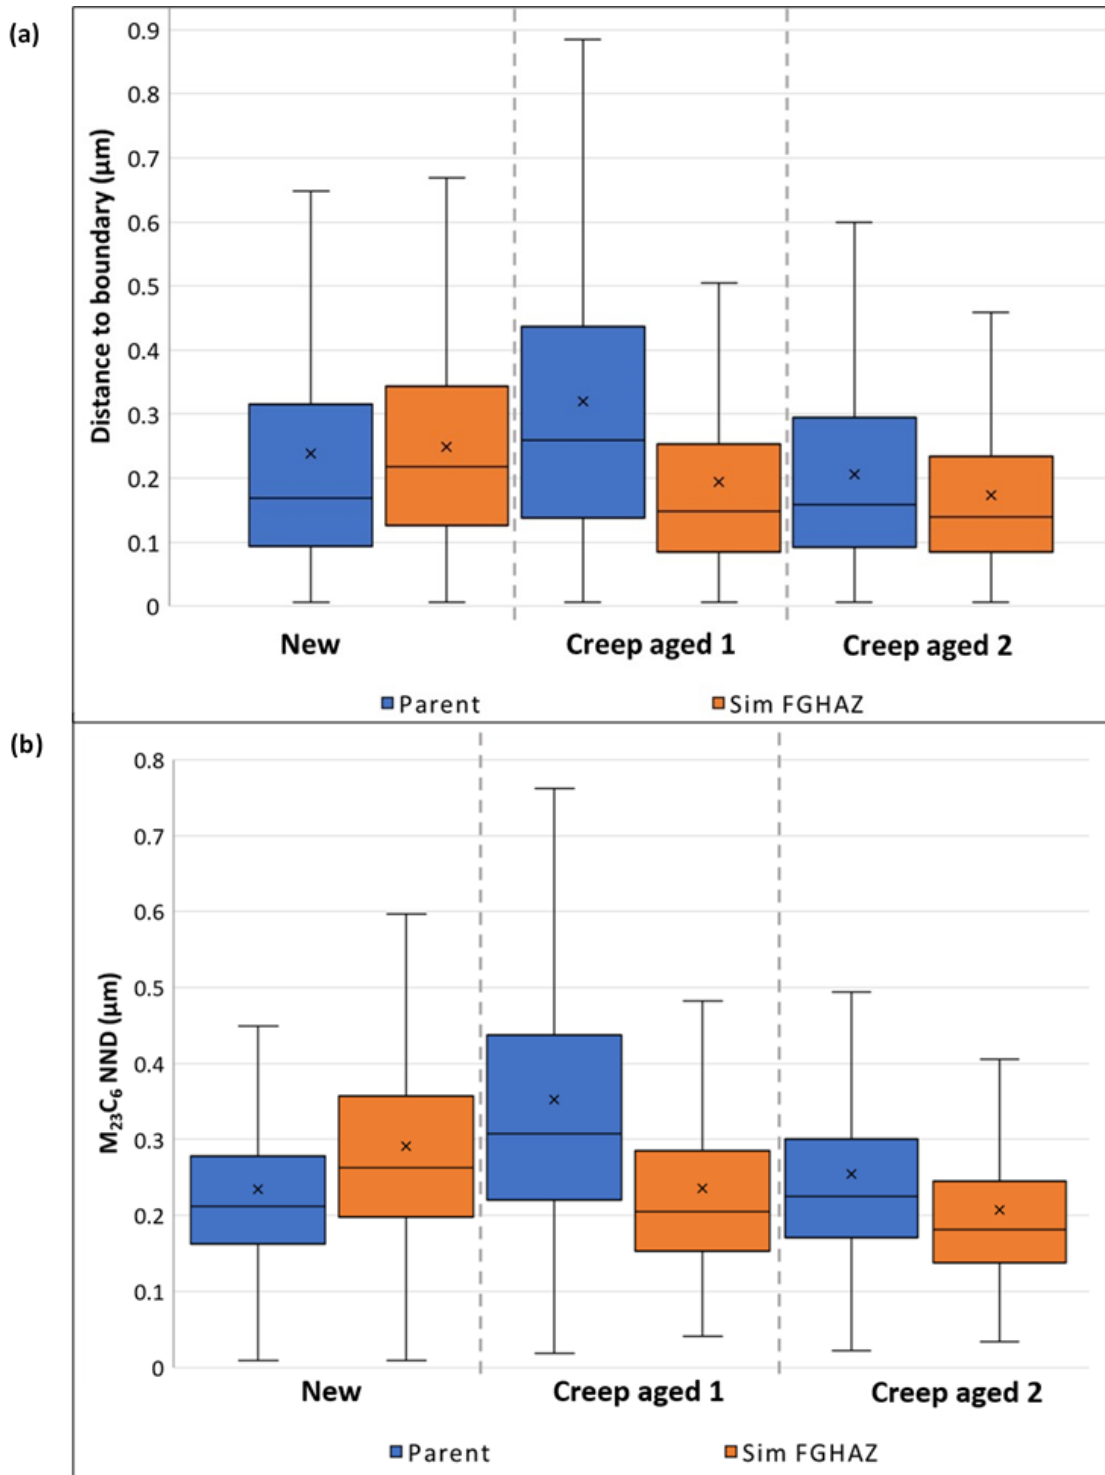 (a)
Distance to boundary (µm)
0.9
0.8
0.7
0.6
0.5
0.4
0.3
0.2
0.1
0
New Creep aged 1 Creep aged 2
Parent Sim FGHAZ
(b)
M₂₃C₆ NND (µm)
0.8
0.7
0.6
0.5
0.4
0.3
0.2
0.1
0
New Creep aged 1 Creep aged 2
Parent Sim FGHAZ